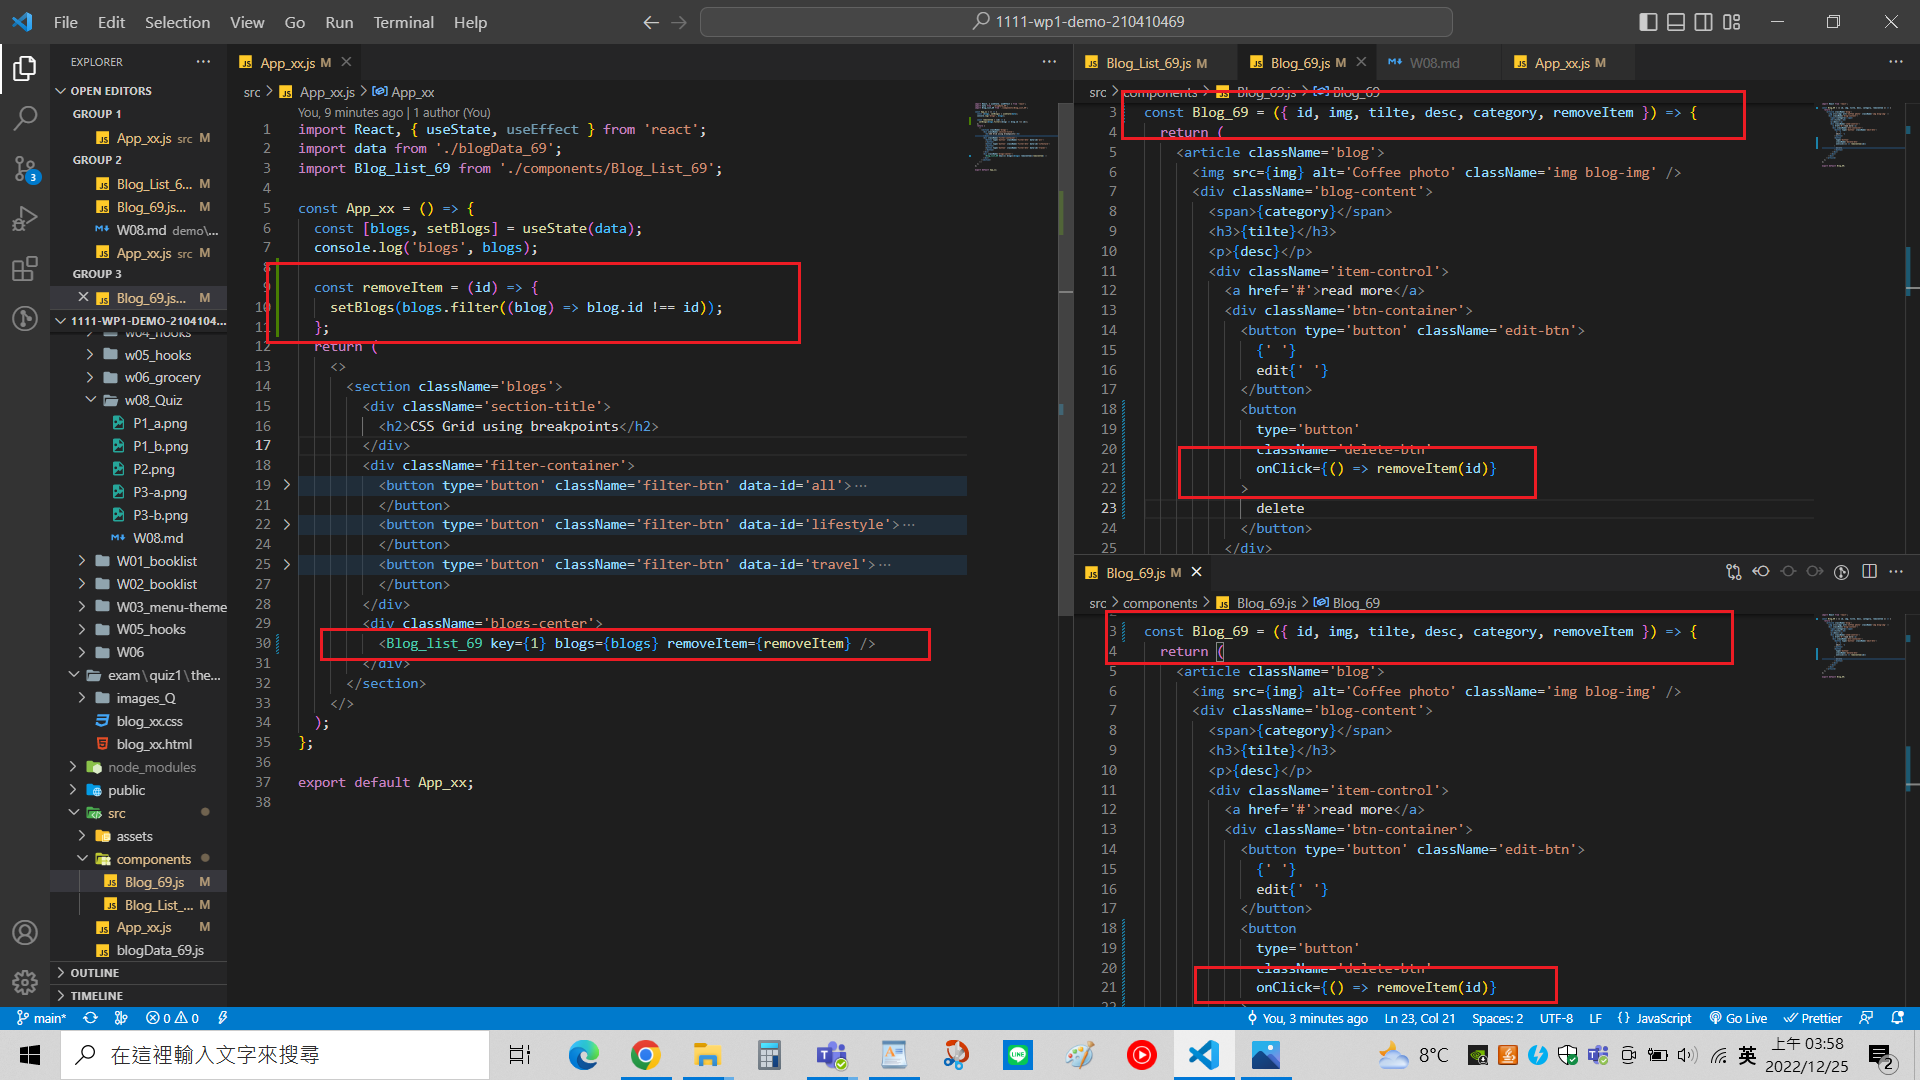 File Edit Selection View Go Run Terminal Help
1111-wp1-demo-210410469
EXPLORER
OPEN EDITORS
GROUP 1
App_xx.js src M
GROUP 2
Blog_List_6... M
Blog_69.js... M
W08.md demo\...
App_xx.js src M
GROUP 3
Blog_69.js... M
1111-WP1-DEMO-2104104...
w04_hooks
w05_hooks
w06_grocery
w08_Quiz
P1_a.png
P1_b.png
P2.png
P3-a.png
P3-b.png
W08.md
W01_booklist
W02_booklist
W03_menu-theme
W05_hooks
W06
exam\quiz1\the...
images_Q
blog_xx.css
blog_xx.html
node_modules
public
src
assets
components
Blog_69.js M
Blog_List_... M
App_xx.js M
blogData_69.js
OUTLINE
TIMELINE
App_xx.js M
src > App_xx.js > App_xx
You, 9 minutes ago | 1 author (You)
1 import React, { useState, useEffect } from 'react';
2 import data from './blogData_69';
3 import Blog_list_69 from './components/Blog_List_69';
4
5 const App_xx = () => {
6 const [blogs, setBlogs] = useState(data);
7 console.log('blogs', blogs);
8
9 const removeItem = (id) => {
10 setBlogs(blogs.filter((blog) => blog.id !== id));
11 };
12 return (
13 <>
14 <section className='blogs'>
15 <div className='section-title'>
16 <h2>CSS Grid using breakpoints</h2>
17 </div>
18 <div className='filter-container'>
19 <button type='button' className='filter-btn' data-id='all'>...
21 </button>
22 <button type='button' className='filter-btn' data-id='lifestyle'>...
24 </button>
25 <button type='button' className='filter-btn' data-id='travel'>...
27 </button>
28 </div>
29 <div className='blogs-center'>
30 <Blog_list_69 key={1} blogs={blogs} removeItem={removeItem} />
31 </div>
32 </section>
33 </>
34 );
35 };
36
37 export default App_xx;
38
Blog_List_69.js M Blog_69.js M W08.md App_xx.js M
src > components > Blog_69.js > Blog_69
3 const Blog_69 = ({ id, img, tilte, desc, category, removeItem }) => {
4 return (
5 <article className='blog'>
6 <img src={img} alt='Coffee photo' className='img blog-img' />
7 <div className='blog-content'>
8 <span>{category}</span>
9 <h3>{tilte}</h3>
10 <p>{desc}</p>
11 <div className='item-control'>
12 <a href='#'>read more</a>
13 <div className='btn-container'>
14 <button type='button' className='edit-btn'>
15 {' '}
16 edit{' '}
17 </button>
18 <button
19 type='button'
20 className='delete-btn'
21 onClick={() => removeItem(id)}
22 >
23 delete
24 </button>
25 </div>
Blog_69.js M
src > components > Blog_69.js > Blog_69
3 const Blog_69 = ({ id, img, tilte, desc, category, removeItem }) => {
4 return (
5 <article className='blog'>
6 <img src={img} alt='Coffee photo' className='img blog-img' />
7 <div className='blog-content'>
8 <span>{category}</span>
9 <h3>{tilte}</h3>
10 <p>{desc}</p>
11 <div className='item-control'>
12 <a href='#'>read more</a>
13 <div className='btn-container'>
14 <button type='button' className='edit-btn'>
15 {' '}
16 edit{' '}
17 </button>
18 <button
19 type='button'
20 className='delete-btn'
21 onClick={() => removeItem(id)}
22 >
main* 0 0
You, 3 minutes ago Ln 23, Col 21 Spaces: 2 UTF-8 LF {} JavaScript Go Live Prettier
在這裡輸入文字來搜尋
8°C 英 上午 03:58
2022/12/25 2